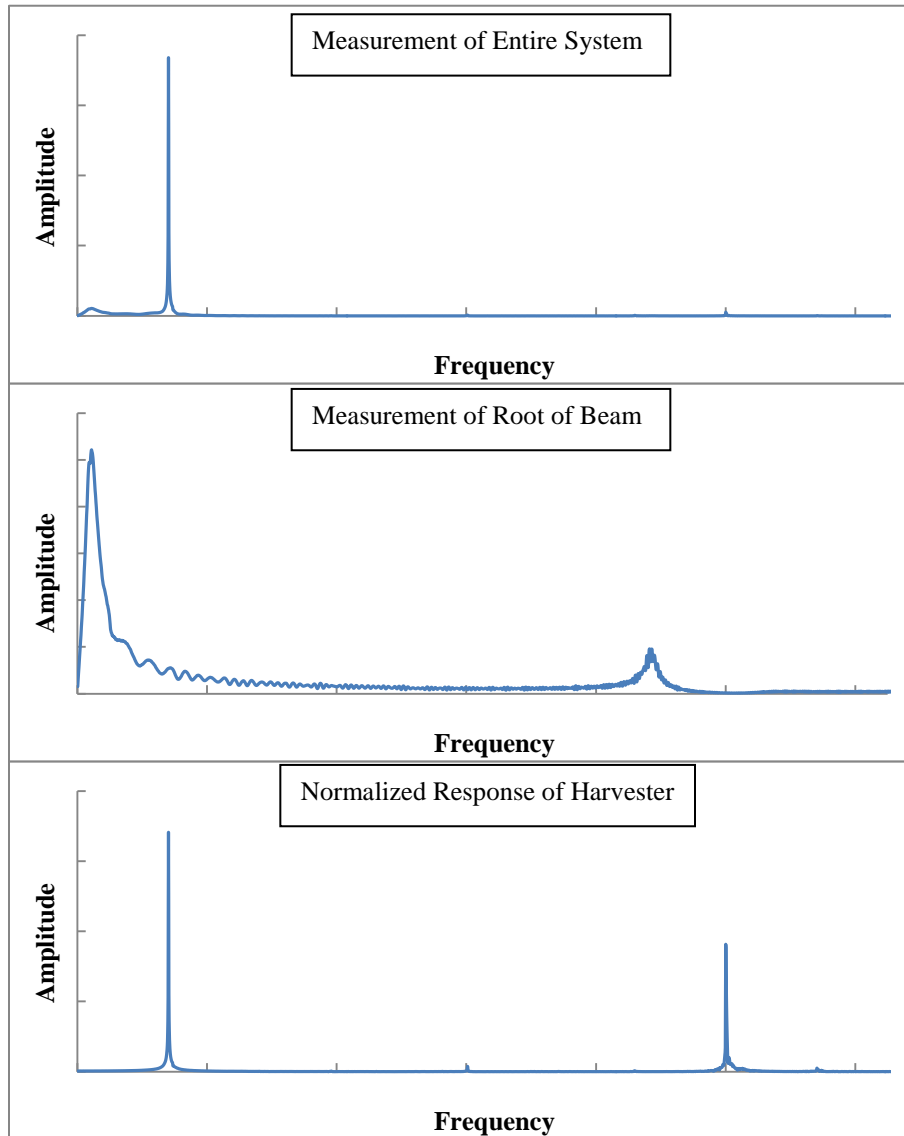 Measurement of Entire System
Amplitude
Frequency
Measurement of Root of Beam
Amplitude
Frequency
Normalized Response of Harvester
Amplitude
Frequency